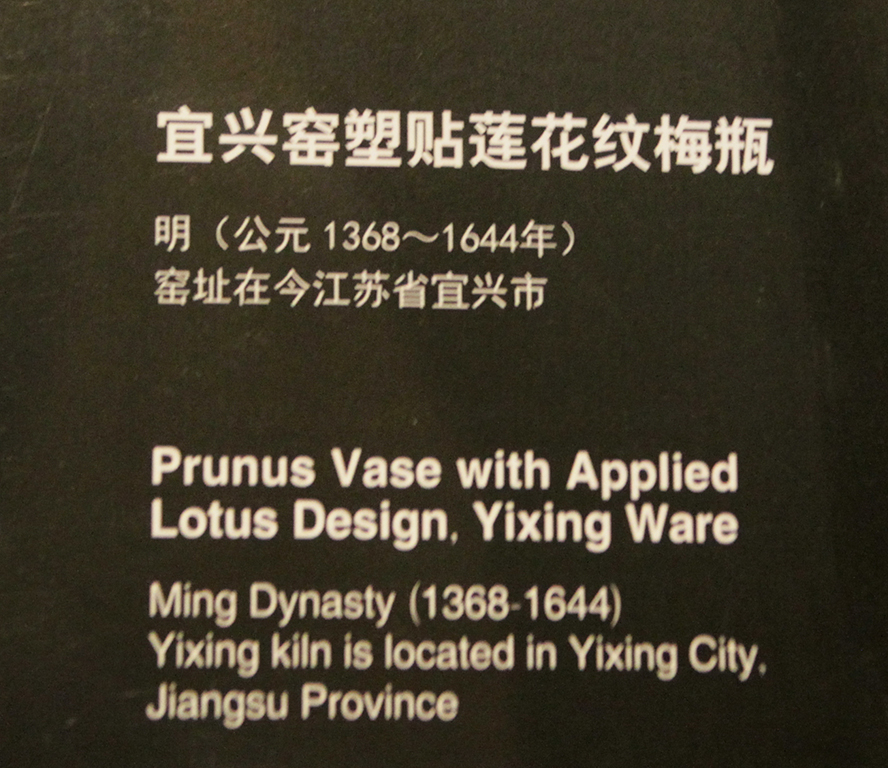 宜兴窑塑贴莲花纹梅瓶
明（公元 1368～1644年）
窑址在今江苏省宜兴市
Prunus Vase with Applied
Lotus Design, Yixing Ware
Ming Dynasty (1368-1644)
Yixing kiln is located in Yixing City,
Jiangsu Province